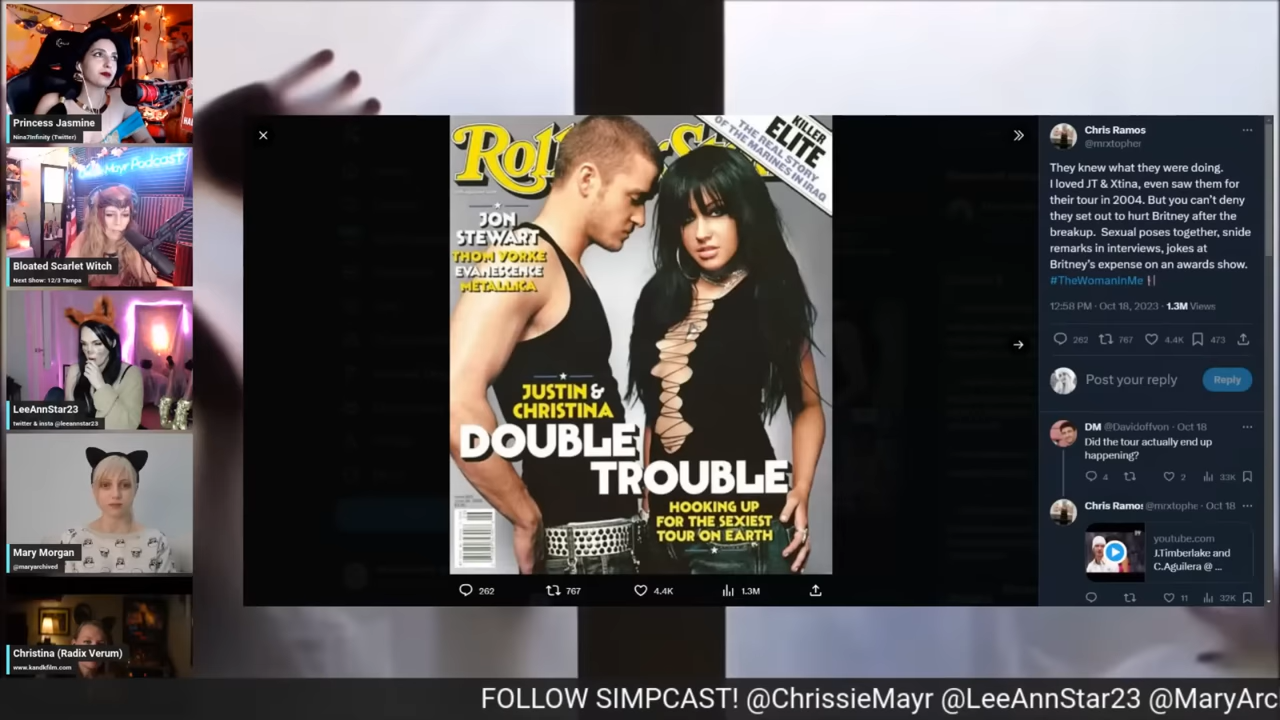 Princess Jasmine
Nina7Infinity (Twitter)
Mayr Podcast
Bloated Scarlet Witch
Next Show: 12/3 Tampa
LeeAnnStar23
twitter & insta @leeannstar23
Mary Morgan
@maryarchived
Christina (Radix Verum)
www.kandkfilm.com
KILLER
ELITE
THE REAL STORY
OF THE MARINES IN IRAQ
JON
STEWART
THOM YORKE
EVANESCENCE
METALLICA
JUSTIN &
CHRISTINA
DOUBLE
TROUBLE
HOOKING UP
FOR THE SEXIEST
TOUR ON EARTH
262 767 4.4K 1.3M
Chris Ramos
@mrxtopher
They knew what they were doing.
I loved JT & Xtina, even saw them for
their tour in 2004. But you can't deny
they set out to hurt Britney after the
breakup. Sexual poses together, snide
remarks in interviews, jokes at
Britney's expense on an awards show.
#TheWomanInMe
12:58 PM · Oct 18, 2023 · 1.3M Views
262 767 4.4K 473
Post your reply Reply
DM @Davidoffvon · Oct 18
Did the tour actually end up
happening?
4 2 33K
Chris Ramos @mrxtophe · Oct 18
youtube.com
J.Timberlake and
C.Aguilera @ ...
11 32K
FOLLOW SIMPCAST! @ChrissieMayr @LeeAnnStar23 @MaryArc